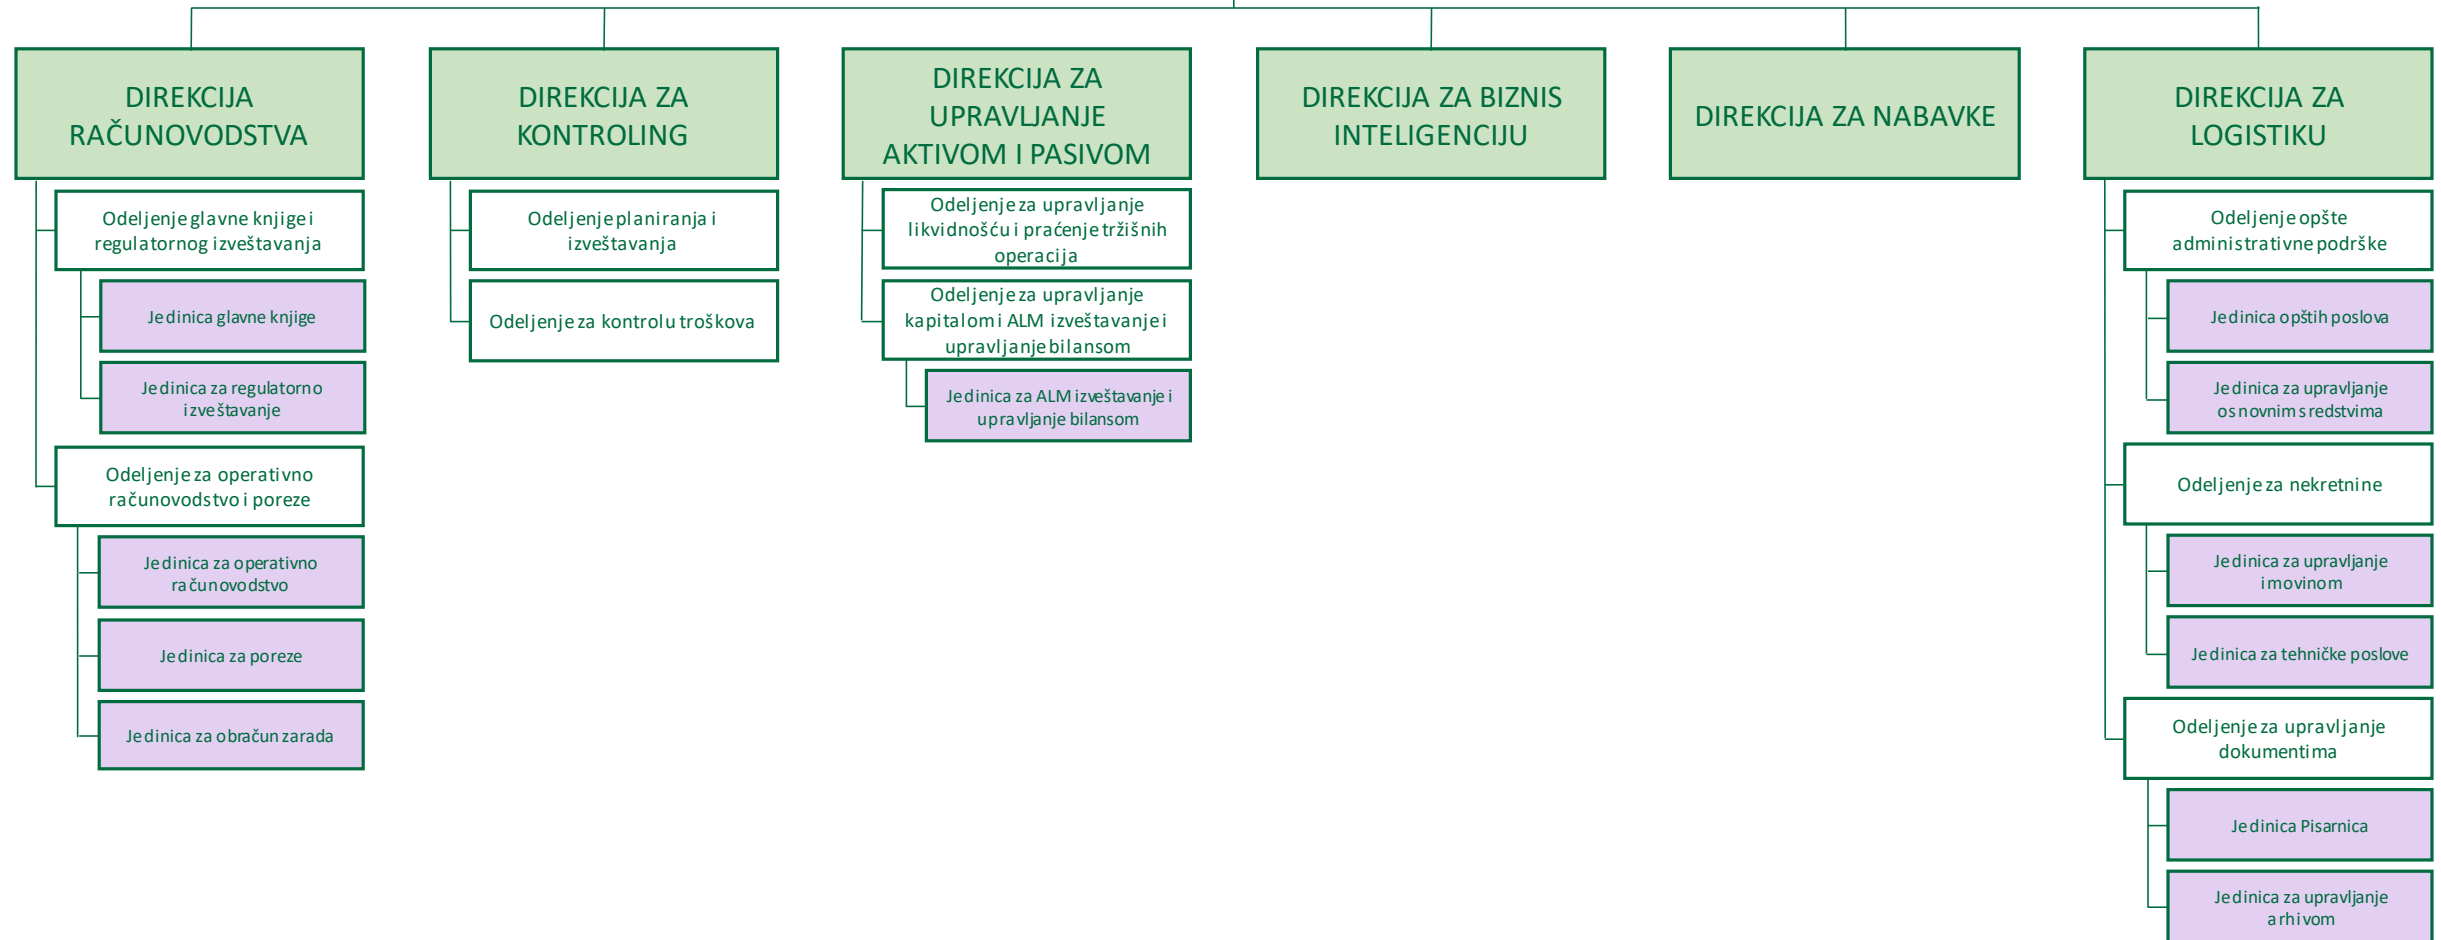 DIREKCIJA
RAČUNOVODSTVA
Odeljenje glavne knjige i
regulatornog izveštavanja
Jedinica glavne knjige
Jedinica za regulatorno
izveštavanje
Odeljenje za operativno
računovodstvo i poreze
Jedinica za operativno
računovodstvo
Jedinica za poreze
Jedinica za obračun zarada
DIREKCIJA ZA
KONTROLING
Odeljenje planiranja i
izveštavanja
Odeljenje za kontrolu troškova
DIREKCIJA ZA
UPRAVLJANJE
AKTIVOM I PASIVOM
Odeljenje za upravljanje
likvidnošću i praćenje tržišnih
operacija
Odeljenje za upravljanje
kapitalom i ALM izveštavanje i
upravljanje bilansom
Jedinica za ALM izveštavanje i
upravljanje bilansom
DIREKCIJA ZA BIZNIS
INTELIGENCIJU
DIREKCIJA ZA NABAVKE
DIREKCIJA ZA
LOGISTIKU
Odeljenje opšte
administrativne podrške
Jedinica opštih poslova
Jedinica za upravljanje
osnovnim sredstvima
Odeljenje za nekretnine
Jedinica za upravljanje
imovinom
Jedinica za tehničke poslove
Odeljenje za upravljanje
dokumentima
Jedinica Pisarnica
Jedinica za upravljanje
arhivom